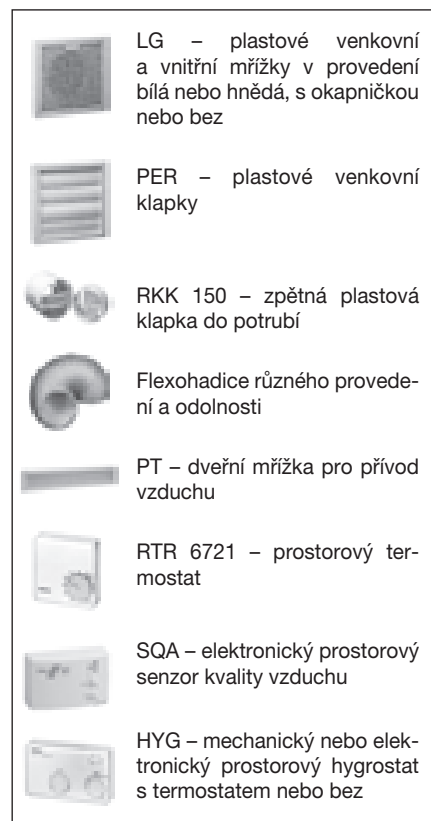 LG – plastové venkovní
a vnitřní mřížky v provedení
bílá nebo hnědá, s okapničkou
nebo bez
PER – plastové venkovní
klapky
RKK 150 – zpětná plastová
klapka do potrubí
Flexohadice různého provede-
ní a odolnosti
PT – dveřní mřížka pro přívod
vzduchu
RTR 6721 – prostorový ter-
mostat
SQA – elektronický prostorový
senzor kvality vzduchu
HYG – mechanický nebo elek-
tronický prostorový hygrostat
s termostatem nebo bez